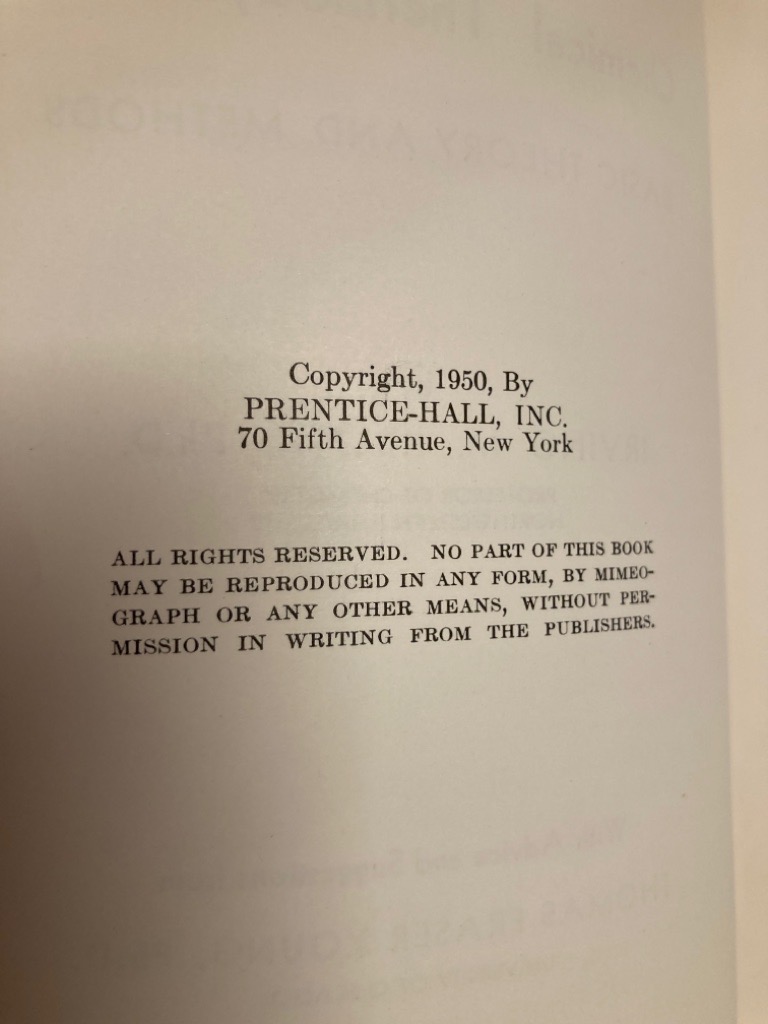 Copyright, 1950, By
PRENTICE-HALL, INC.
70 Fifth Avenue, New York
ALL RIGHTS RESERVED. NO PART OF THIS BOOK
MAY BE REPRODUCED IN ANY FORM, BY MIMEO-
GRAPH OR ANY OTHER MEANS, WITHOUT PER-
MISSION IN WRITING FROM THE PUBLISHERS.